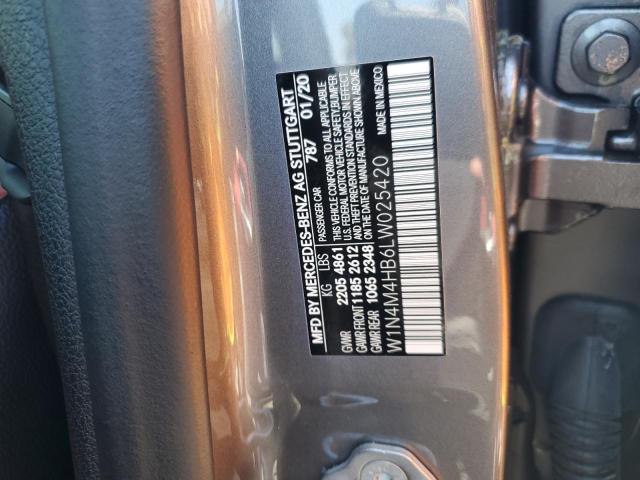 MFD BY MERCEDES-BENZ AG STUTTGART
787 01/20
KG LBS PASSENGER CAR
GVWR 2205 4861 THIS VEHICLE CONFORMS TO ALL APPLICABLE
GAWR FRONT 1185 2612 U.S. FEDERAL MOTOR VEHICLE SAFETY, BUMPER
GAWR REAR 1065 2348 AND THEFT PREVENTION STANDARDS IN EFFECT
ON THE DATE OF MANUFACTURE SHOWN ABOVE
W1N4M4HB6LW025420 MADE IN MEXICO